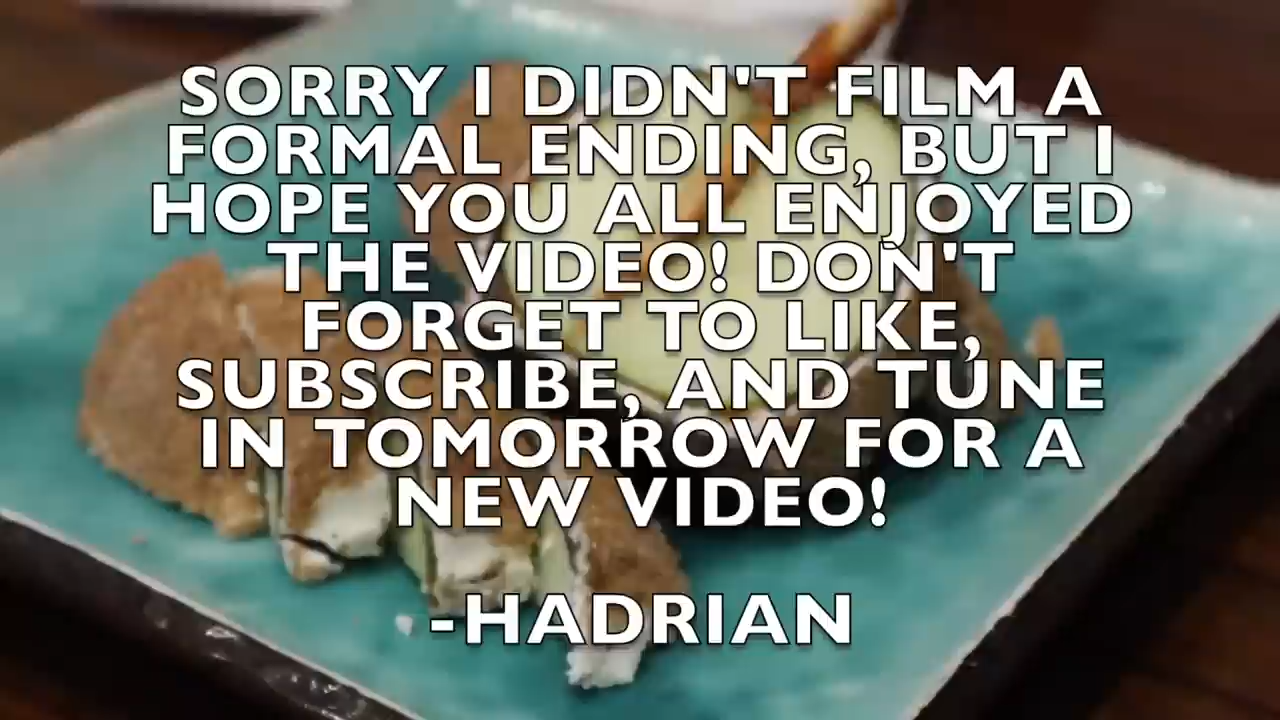 SORRY I DIDN'T FILM A
FORMAL ENDING, BUT I
HOPE YOU ALL ENJOYED
THE VIDEO! DON'T
FORGET TO LIKE,
SUBSCRIBE, AND TUNE
IN TOMORROW FOR A
NEW VIDEO!
-HADRIAN